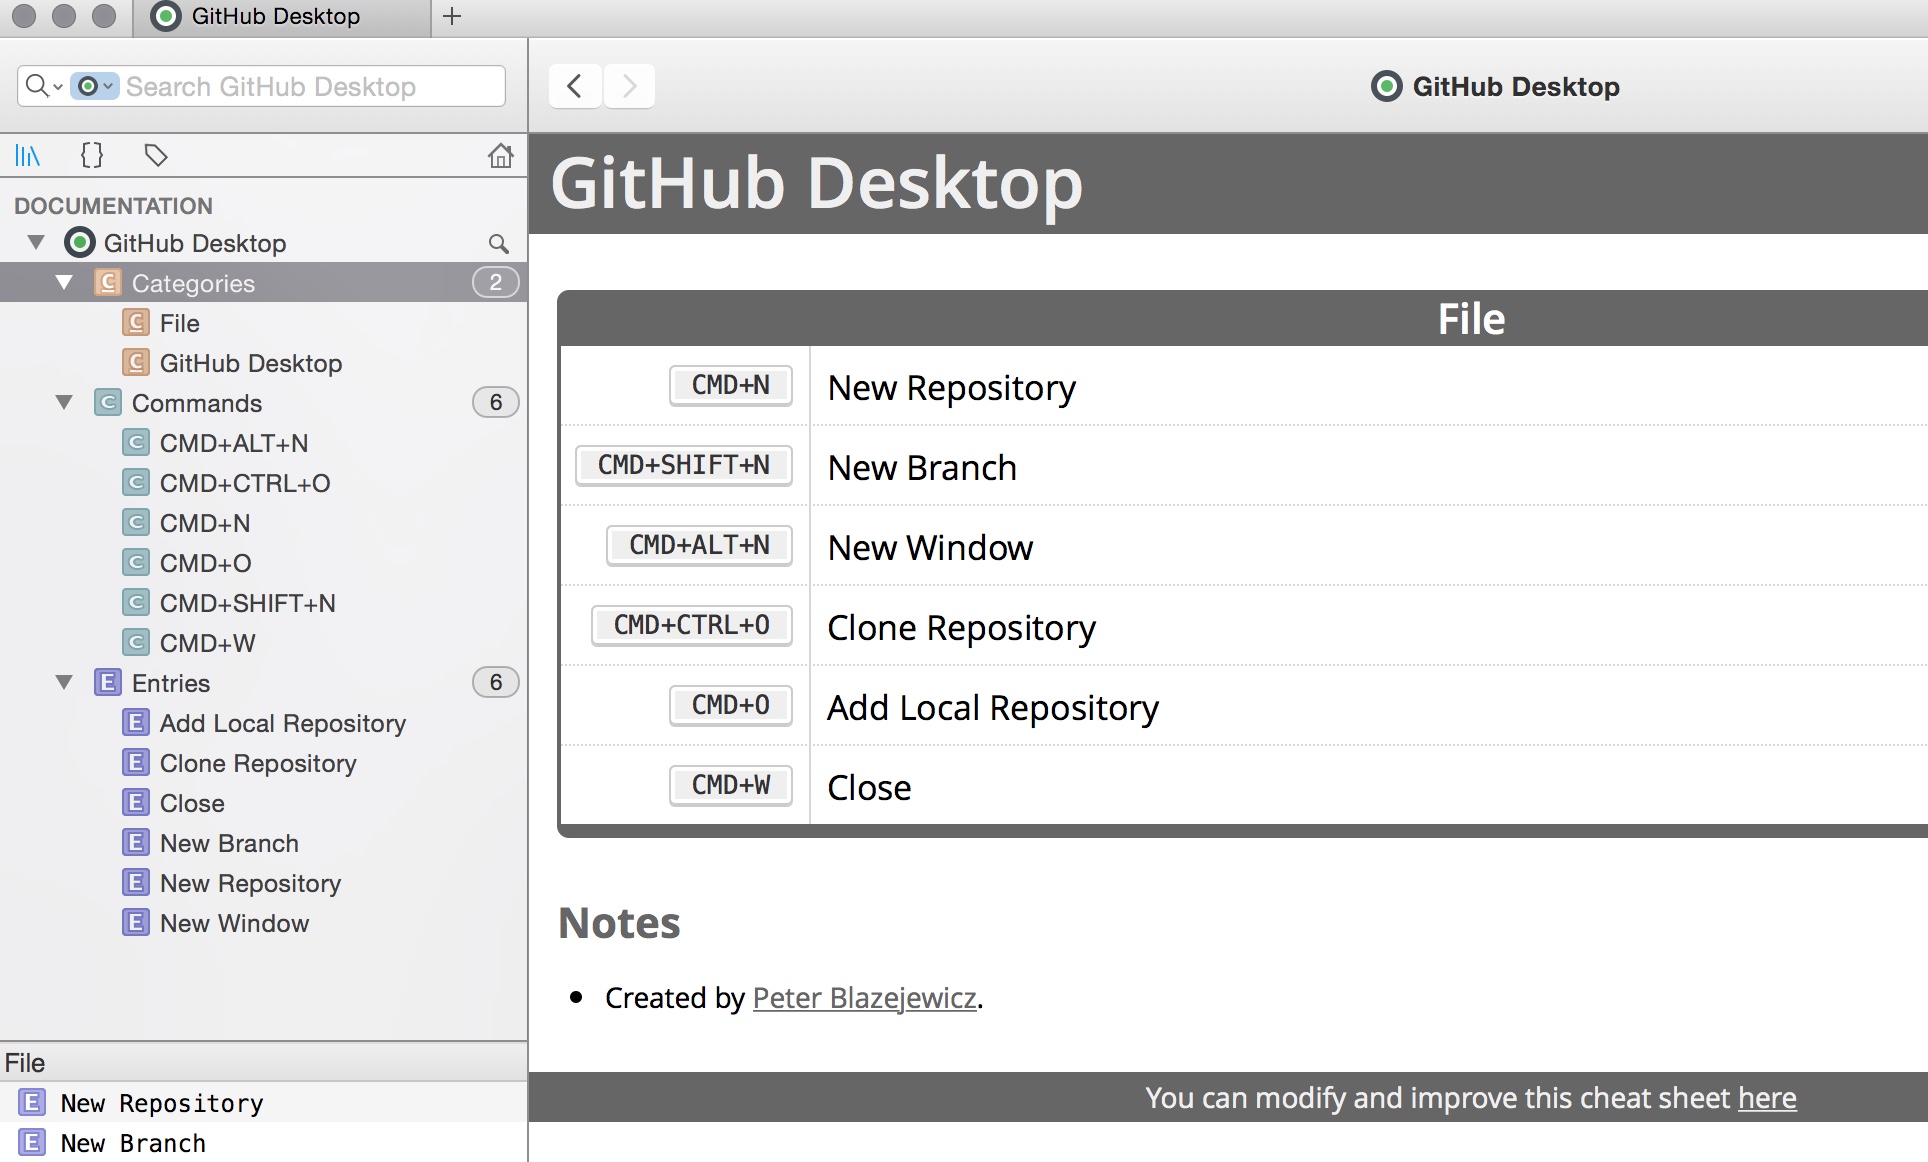 GitHub Desktop
Search GitHub Desktop
GitHub Desktop
DOCUMENTATION
GitHub Desktop
Categories 2
File
GitHub Desktop
Commands 6
CMD+ALT+N
CMD+CTRL+O
CMD+N
CMD+O
CMD+SHIFT+N
CMD+W
Entries 6
Add Local Repository
Clone Repository
Close
New Branch
New Repository
New Window
File
New Repository
New Branch
GitHub Desktop
File
CMD+N New Repository
CMD+SHIFT+N New Branch
CMD+ALT+N New Window
CMD+CTRL+O Clone Repository
CMD+O Add Local Repository
CMD+W Close
Notes
Created by Peter Blazejewicz.
You can modify and improve this cheat sheet here